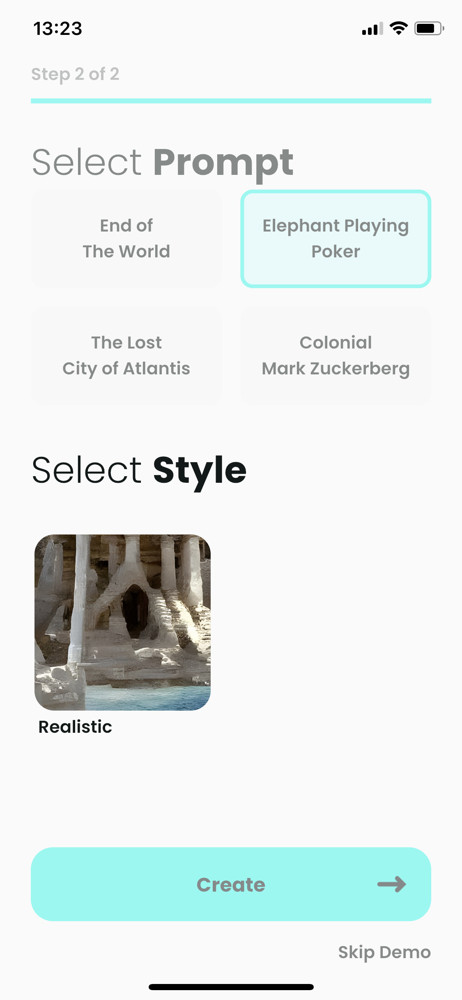 13:23
Step 2 of 2
Select Prompt
End of
The World
Elephant Playing
Poker
The Lost
City of Atlantis
Colonial
Mark Zuckerberg
Select Style
Realistic
Create
Skip Demo